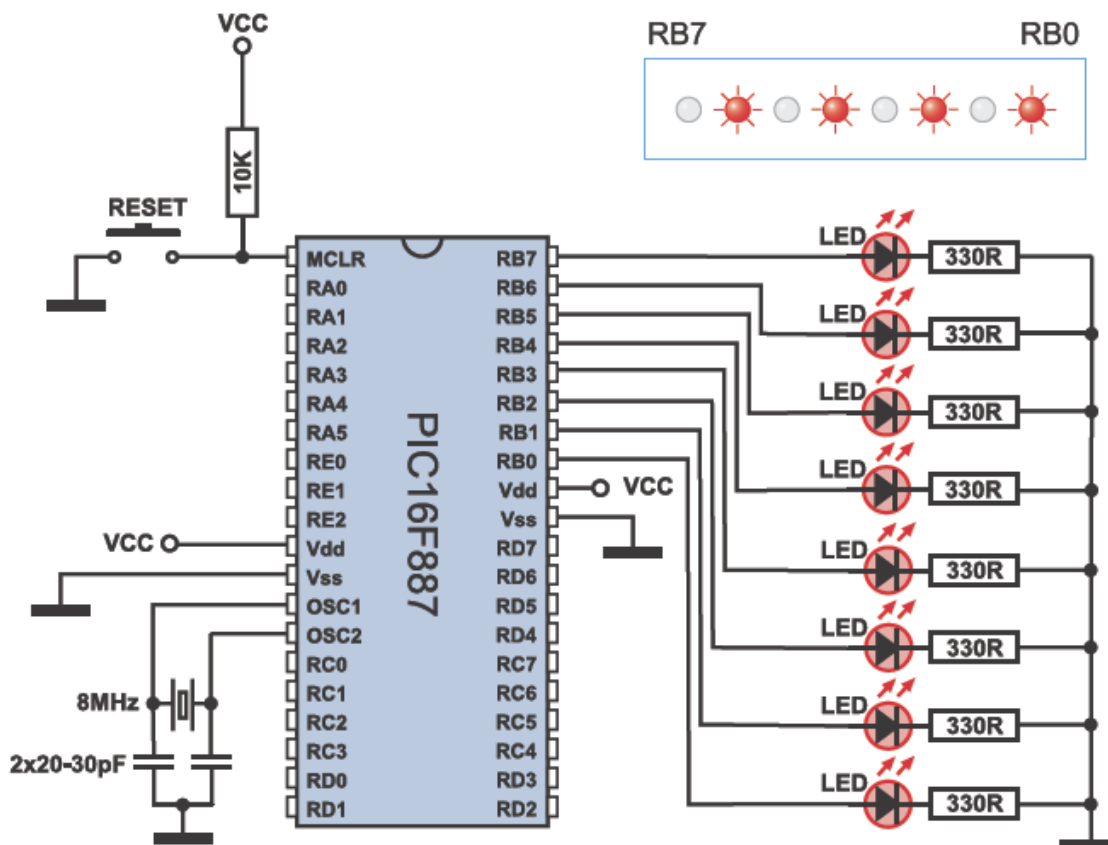 VCC
RB7 RB0
10K
RESET
MCLR RB7 LED 330R
RA0 RB6
RA1 RB5 LED 330R
RA2 RB4
RA3 RB3 LED 330R
RA4 RB2
RA5 RB1 LED 330R
RE0 RB0
RE1 Vdd VCC
RE2 Vss
VCC Vdd RD7 LED 330R
Vss RD6
OSC1 RD5
OSC2 RD4 LED 330R
RC0 RC7
8MHz RC1 RC6
RC2 RC5 LED 330R
2x20-30pF RC3 RC4
RD0 RD3 LED 330R
RD1 RD2
PIC16F887